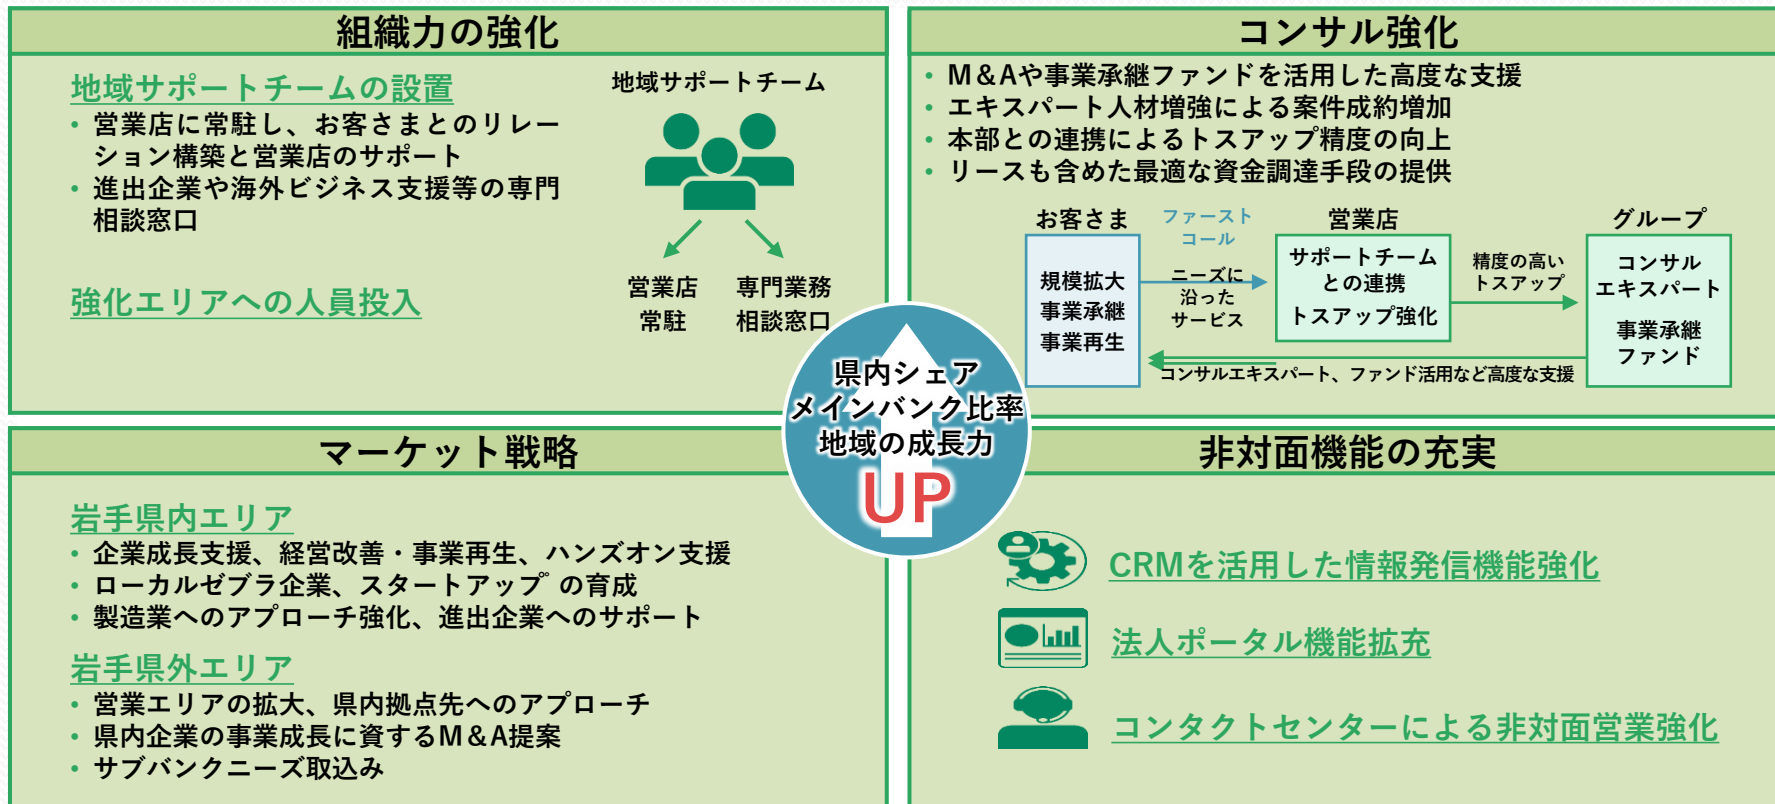 組織力の強化
地域サポートチームの設置
• 営業店に常駐し、お客さまとのリレー
ション構築と営業店のサポート
• 進出企業や海外ビジネス支援等の専門
相談窓口
強化エリアへの人員投入
地域サポートチーム
営業店
常駐
専門業務
相談窓口
コンサル強化
• M&Aや事業承継ファンドを活用した高度な支援
• エキスパート人材増強による案件成約増加
• 本部との連携によるトスアップ精度の向上
• リースも含めた最適な資金調達手段の提供
お客さま
規模拡大
事業承継
事業再生
ファースト
コール
ニーズに
沿った
サービス
営業店
サポートチーム
との連携
トスアップ強化
精度の高い
トスアップ
グループ
コンサル
エキスパート
事業承継
ファンド
コンサルエキスパート、ファンド活用など高度な支援
県内シェア
メインバンク比率
地域の成長力
UP
マーケット戦略
岩手県内エリア
• 企業成長支援、経営改善・事業再生、ハンズオン支援
• ローカルゼブラ企業、スタートアップの育成
• 製造業へのアプローチ強化、進出企業へのサポート
岩手県外エリア
• 営業エリアの拡大、県内拠点先へのアプローチ
• 県内企業の事業成長に資するM&A提案
• サブバンクニーズ取込み
非対面機能の充実
CRMを活用した情報発信機能強化
法人ポータル機能拡充
コンタクトセンターによる非対面営業強化